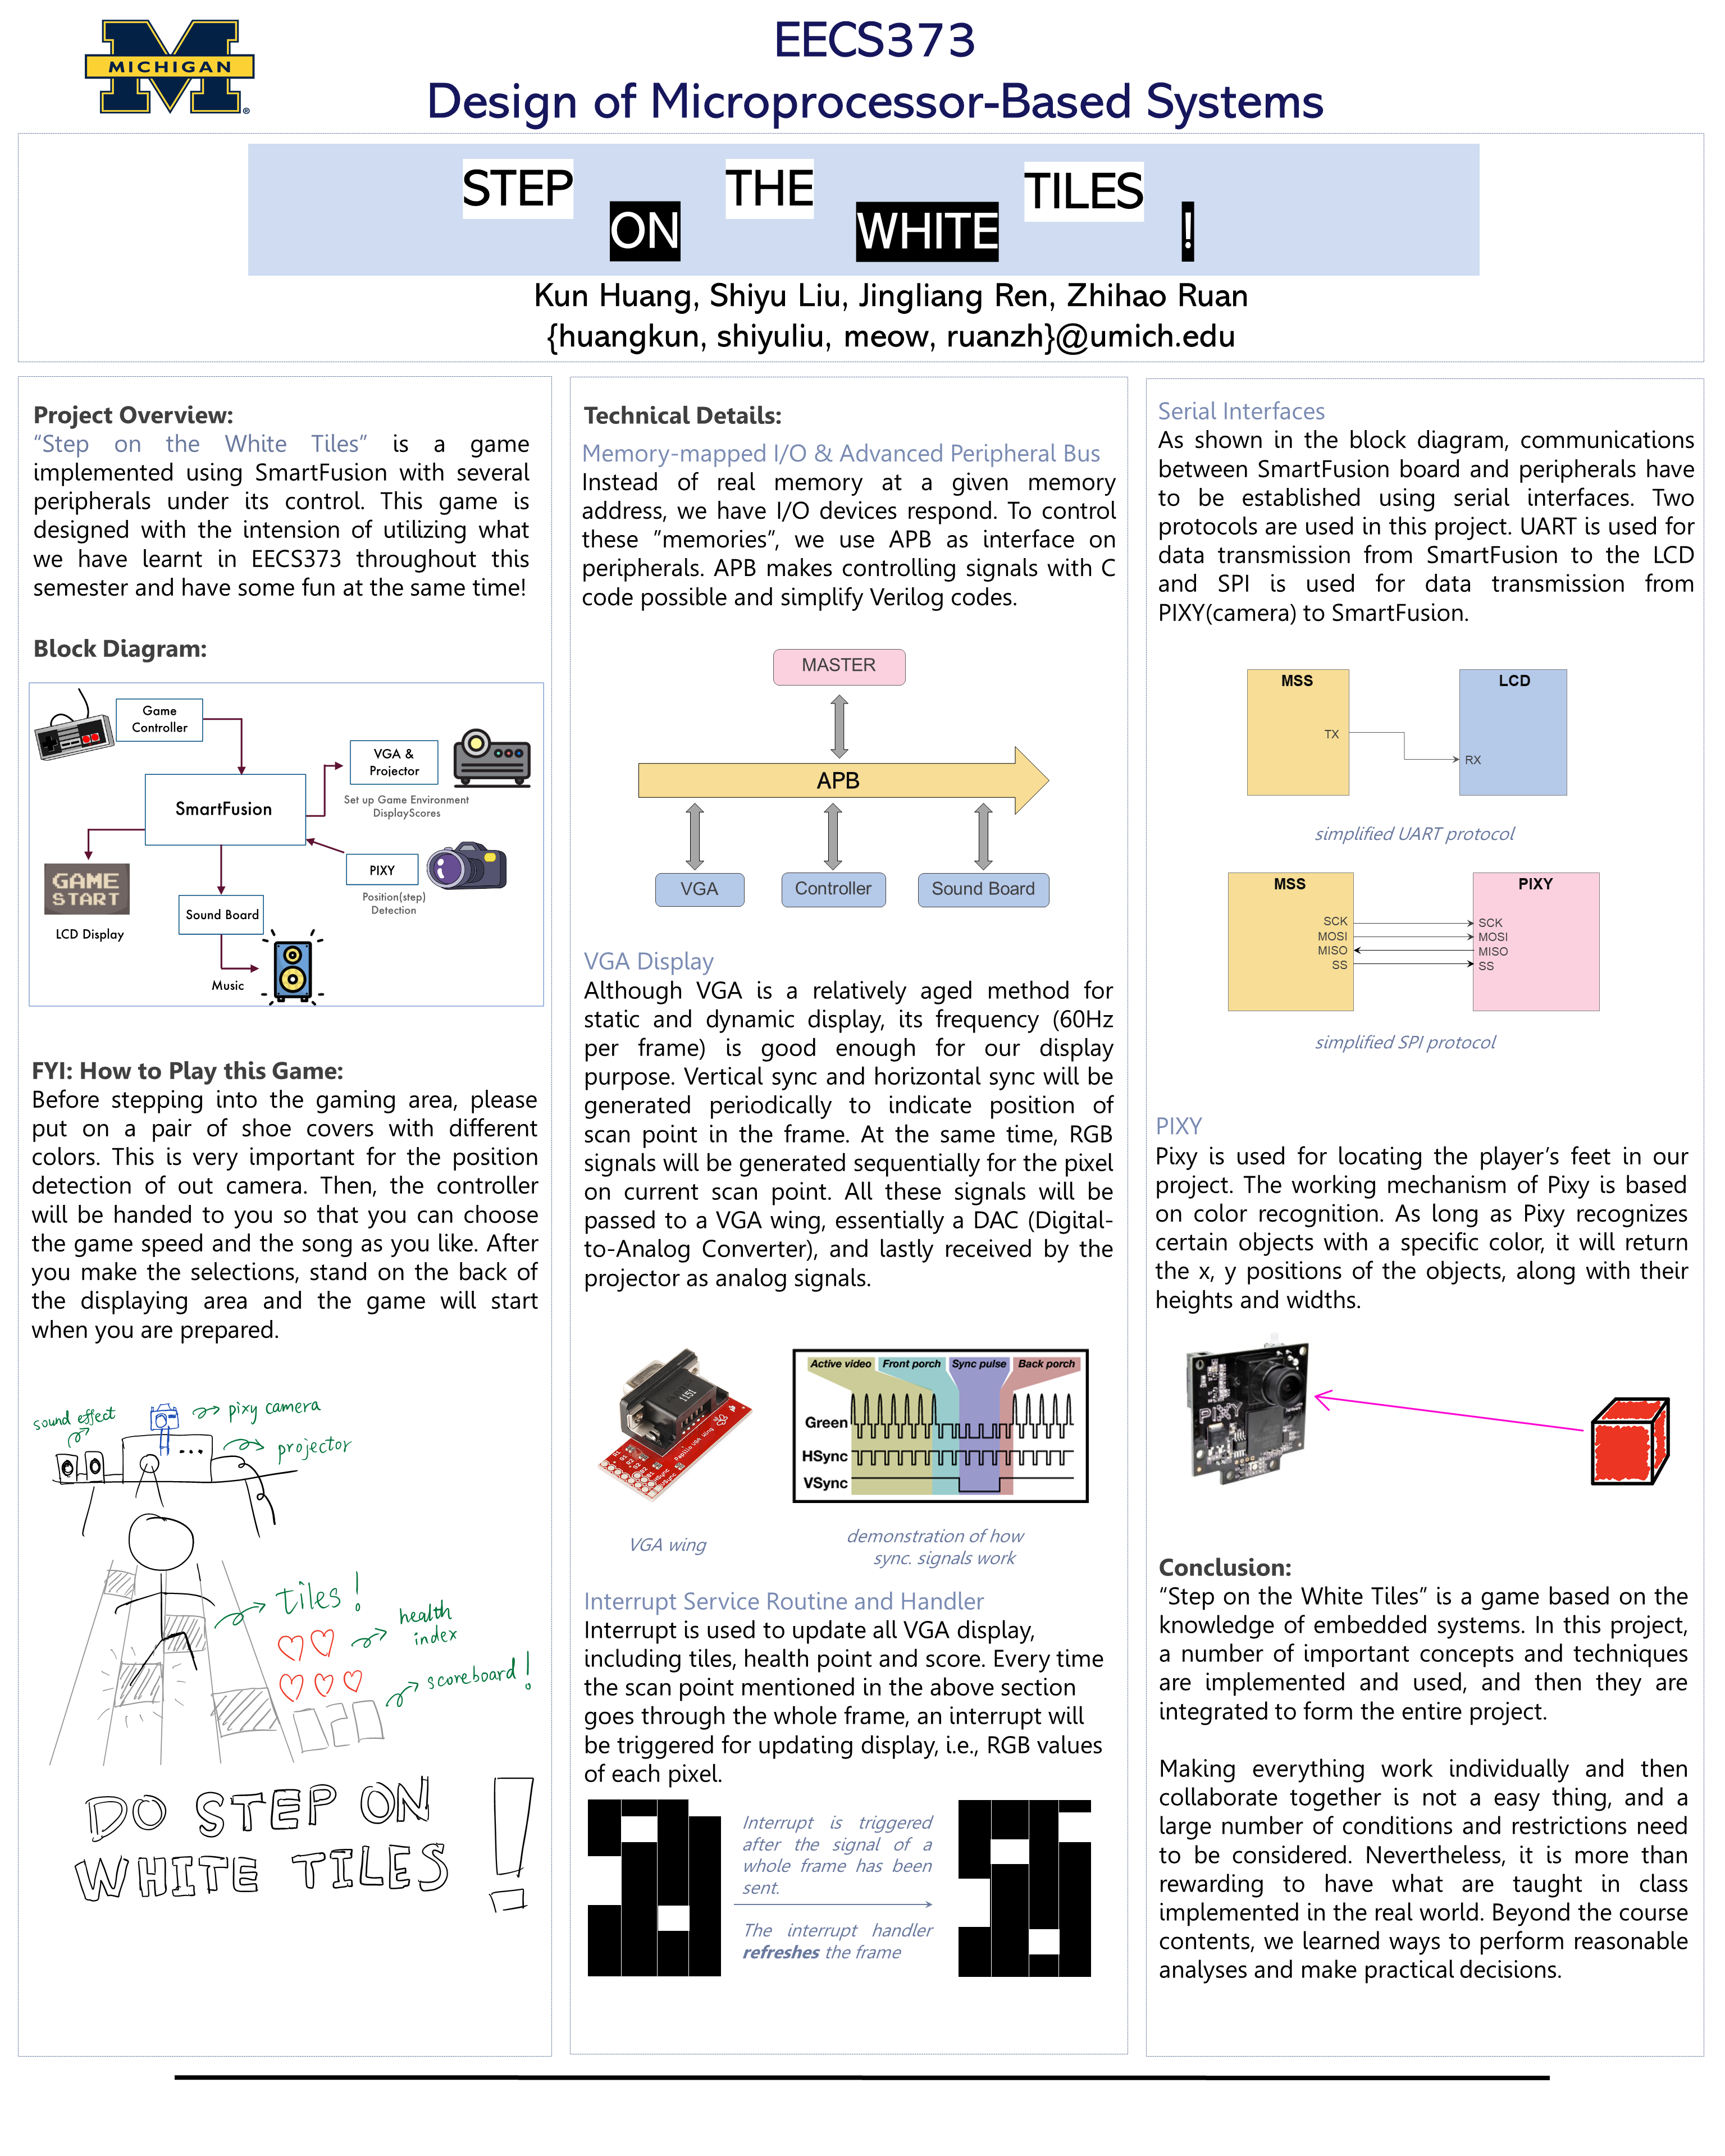 MICHIGAN
®
EECS373
Design of Microprocessor-Based Systems
STEP ON THE WHITE TILES !
Kun Huang, Shiyu Liu, Jingliang Ren, Zhihao Ruan
{huangkun, shiyuliu, meow, ruanzh}@umich.edu
Project Overview:
“Step on the White Tiles” is a game
implemented using SmartFusion with several
peripherals under its control. This game is
designed with the intension of utilizing what
we have learnt in EECS373 throughout this
semester and have some fun at the same time!
Block Diagram:
Game
Controller
VGA &
Projector
Set up Game Environment
DisplayScores
SmartFusion
PIXY
Position(step)
Detection
GAME
START
LCD Display
Sound Board
Music
FYI: How to Play this Game:
Before stepping into the gaming area, please
put on a pair of shoe covers with different
colors. This is very important for the position
detection of out camera. Then, the controller
will be handed to you so that you can choose
the game speed and the song as you like. After
you make the selections, stand on the back of
the displaying area and the game will start
when you are prepared.
sound effect
pixy camera
projector
tiles!
health
index
scoreboard!
DO STEP ON
WHITE TILES !
Technical Details:
Memory-mapped I/O & Advanced Peripheral Bus
Instead of real memory at a given memory
address, we have I/O devices respond. To control
these ”memories”, we use APB as interface on
peripherals. APB makes controlling signals with C
code possible and simplify Verilog codes.
MASTER
APB
VGA
Controller
Sound Board
VGA Display
Although VGA is a relatively aged method for
static and dynamic display, its frequency (60Hz
per frame) is good enough for our display
purpose. Vertical sync and horizontal sync will be
generated periodically to indicate position of
scan point in the frame. At the same time, RGB
signals will be generated sequentially for the pixel
on current scan point. All these signals will be
passed to a VGA wing, essentially a DAC (Digital-
to-Analog Converter), and lastly received by the
projector as analog signals.
1151
Papilio VGA Wing
Active video Front porch Sync pulse Back porch
Green
HSync
VSync
VGA wing
demonstration of how
sync. signals work
Interrupt Service Routine and Handler
Interrupt is used to update all VGA display,
including tiles, health point and score. Every time
the scan point mentioned in the above section
goes through the whole frame, an interrupt will
be triggered for updating display, i.e., RGB values
of each pixel.
Interrupt is triggered
after the signal of a
whole frame has been
sent.
The interrupt handler
refreshes the frame
Serial Interfaces
As shown in the block diagram, communications
between SmartFusion board and peripherals have
to be established using serial interfaces. Two
protocols are used in this project. UART is used for
data transmission from SmartFusion to the LCD
and SPI is used for data transmission from
PIXY(camera) to SmartFusion.
MSS
LCD
TX
RX
simplified UART protocol
MSS
PIXY
SCK SCK
MOSI MOSI
MISO MISO
SS SS
simplified SPI protocol
PIXY
Pixy is used for locating the player’s feet in our
project. The working mechanism of Pixy is based
on color recognition. As long as Pixy recognizes
certain objects with a specific color, it will return
the x, y positions of the objects, along with their
heights and widths.
PIXY
Conclusion:
“Step on the White Tiles” is a game based on the
knowledge of embedded systems. In this project,
a number of important concepts and techniques
are implemented and used, and then they are
integrated to form the entire project.
Making everything work individually and then
collaborate together is not a easy thing, and a
large number of conditions and restrictions need
to be considered. Nevertheless, it is more than
rewarding to have what are taught in class
implemented in the real world. Beyond the course
contents, we learned ways to perform reasonable
analyses and make practical decisions.